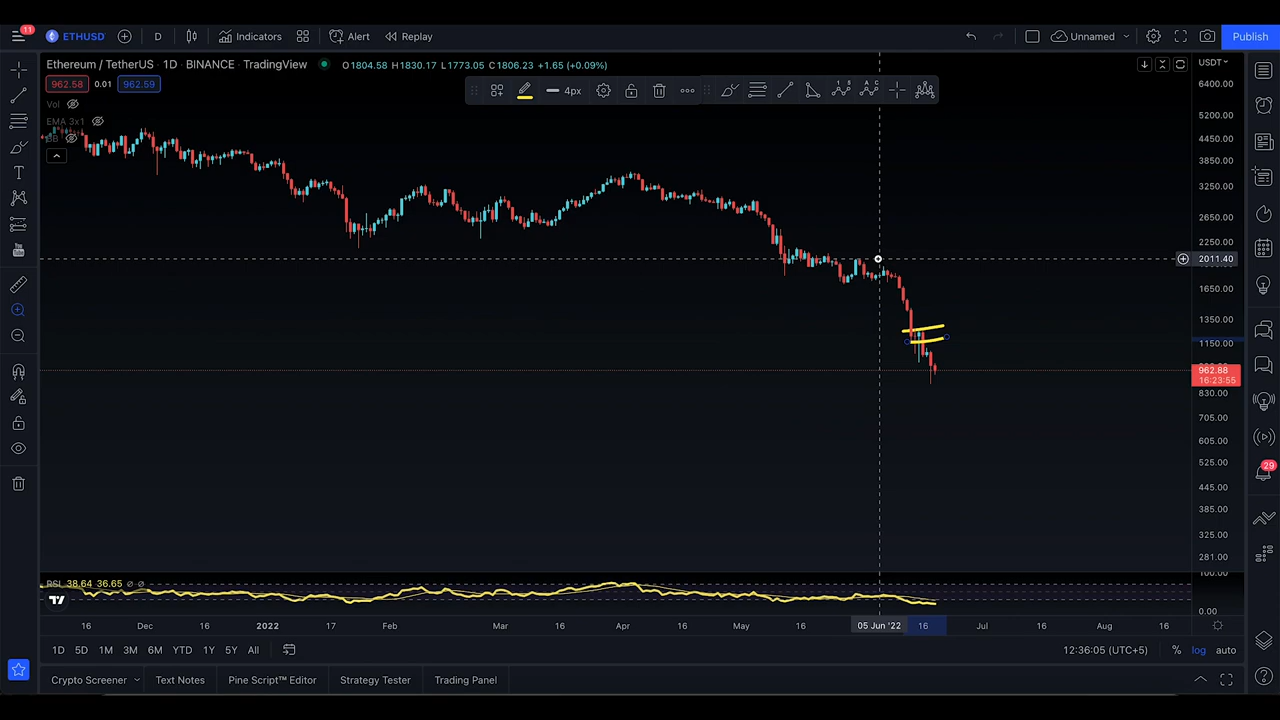 11 ETHUSD D Indicators Alert Replay Unnamed Publish
Ethereum / TetherUS · 1D · BINANCE · TradingView O1804.58 H1830.17 L1773.05 C1806.23 +1.65 (+0.09%) USDT
962.58 0.01 962.59
4px
Vol
EMA 3x1
BB
6400.00
5200.00
4450.00
3850.00
3250.00
2650.00
2250.00
2011.40
1650.00
1350.00
1150.00
962.88
16:23:55
830.00
705.00
605.00
525.00
445.00
385.00
325.00
281.00
29
100.00
RSI 38.64 36.65 ∅ ∅
0.00
16 Dec 16 2022 17 Feb Mar 16 Apr 16 May 16 05 Jun '22 16 Jul 16 Aug 16
1D 5D 1M 3M 6M YTD 1Y 5Y All 12:36:05 (UTC+5) % log auto
Crypto Screener Text Notes Pine Script™ Editor Strategy Tester Trading Panel